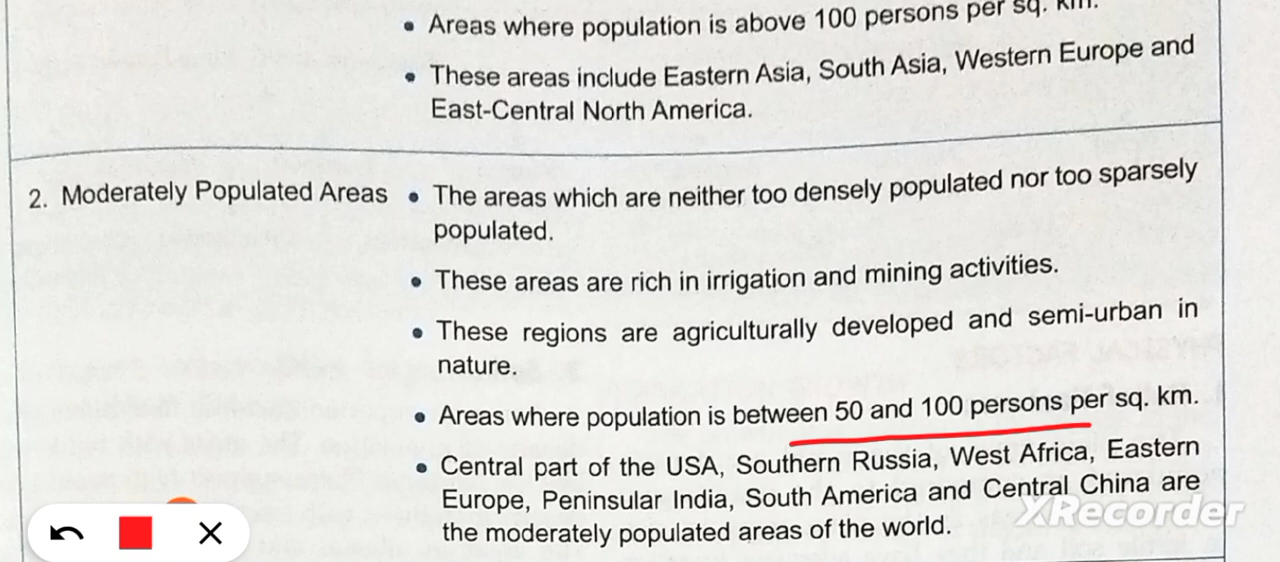 • Areas where population is above 100 persons per sq. km.
• These areas include Eastern Asia, South Asia, Western Europe and
East-Central North America.
2. Moderately Populated Areas • The areas which are neither too densely populated nor too sparsely
populated.
• These areas are rich in irrigation and mining activities.
• These regions are agriculturally developed and semi-urban in
nature.
• Areas where population is between 50 and 100 persons per sq. km.
• Central part of the USA, Southern Russia, West Africa, Eastern
Europe, Peninsular India, South America and Central China are
the moderately populated areas of the world.
XRecorder